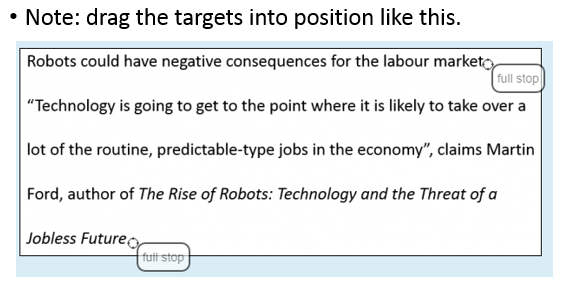 • Note: drag the targets into position like this.
Robots could have negative consequences for the labour market
full stop
“Technology is going to get to the point where it is likely to take over a
lot of the routine, predictable-type jobs in the economy”, claims Martin
Ford, author of The Rise of Robots: Technology and the Threat of a
Jobless Future
full stop